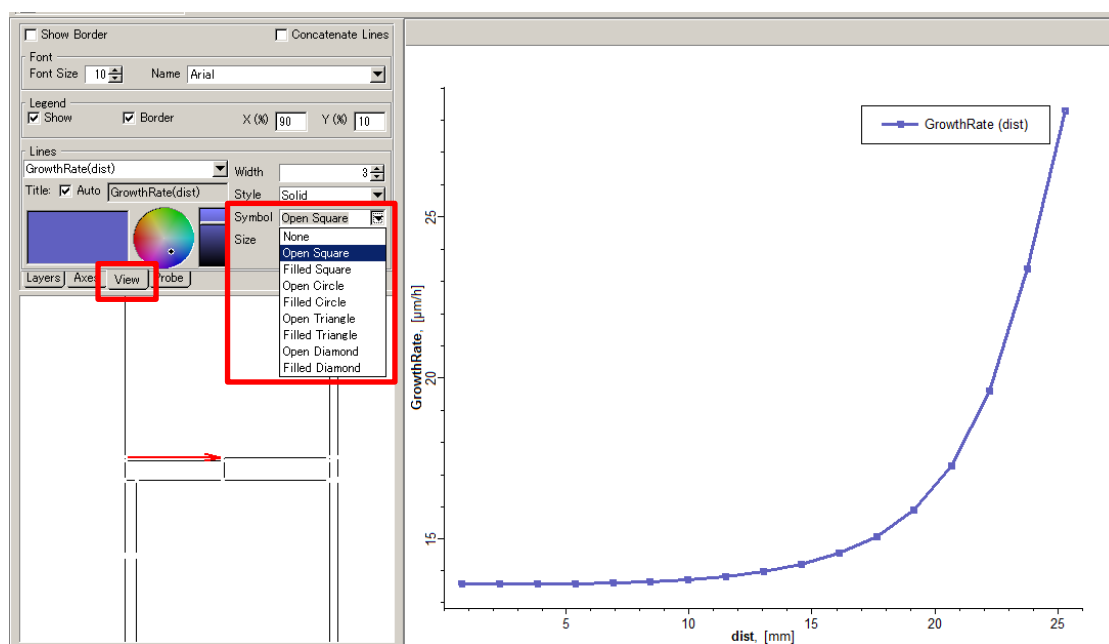 Show Border Concatenate Lines
Font
Font Size 10 Name Arial
Legend
Show Border X (%) 90 Y (%) 10
Lines
GrowthRate(dist) Width 3
Title: Auto GrowthRate(dist) Style Solid
Symbol Open Square
Size
None
Open Square
Filled Square
Open Circle
Filled Circle
Open Triangle
Filled Triangle
Open Diamond
Filled Diamond
Layers Axes View Probe
GrowthRate (dist)
25
20
15
GrowthRate, [µm/h]
5 10 15 20 25
dist, [mm]